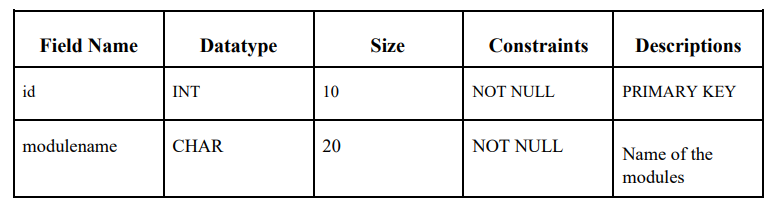 Field Name Datatype Size Constraints Descriptions
id INT 10 NOT NULL PRIMARY KEY
modulename CHAR 20 NOT NULL Name of the
modules